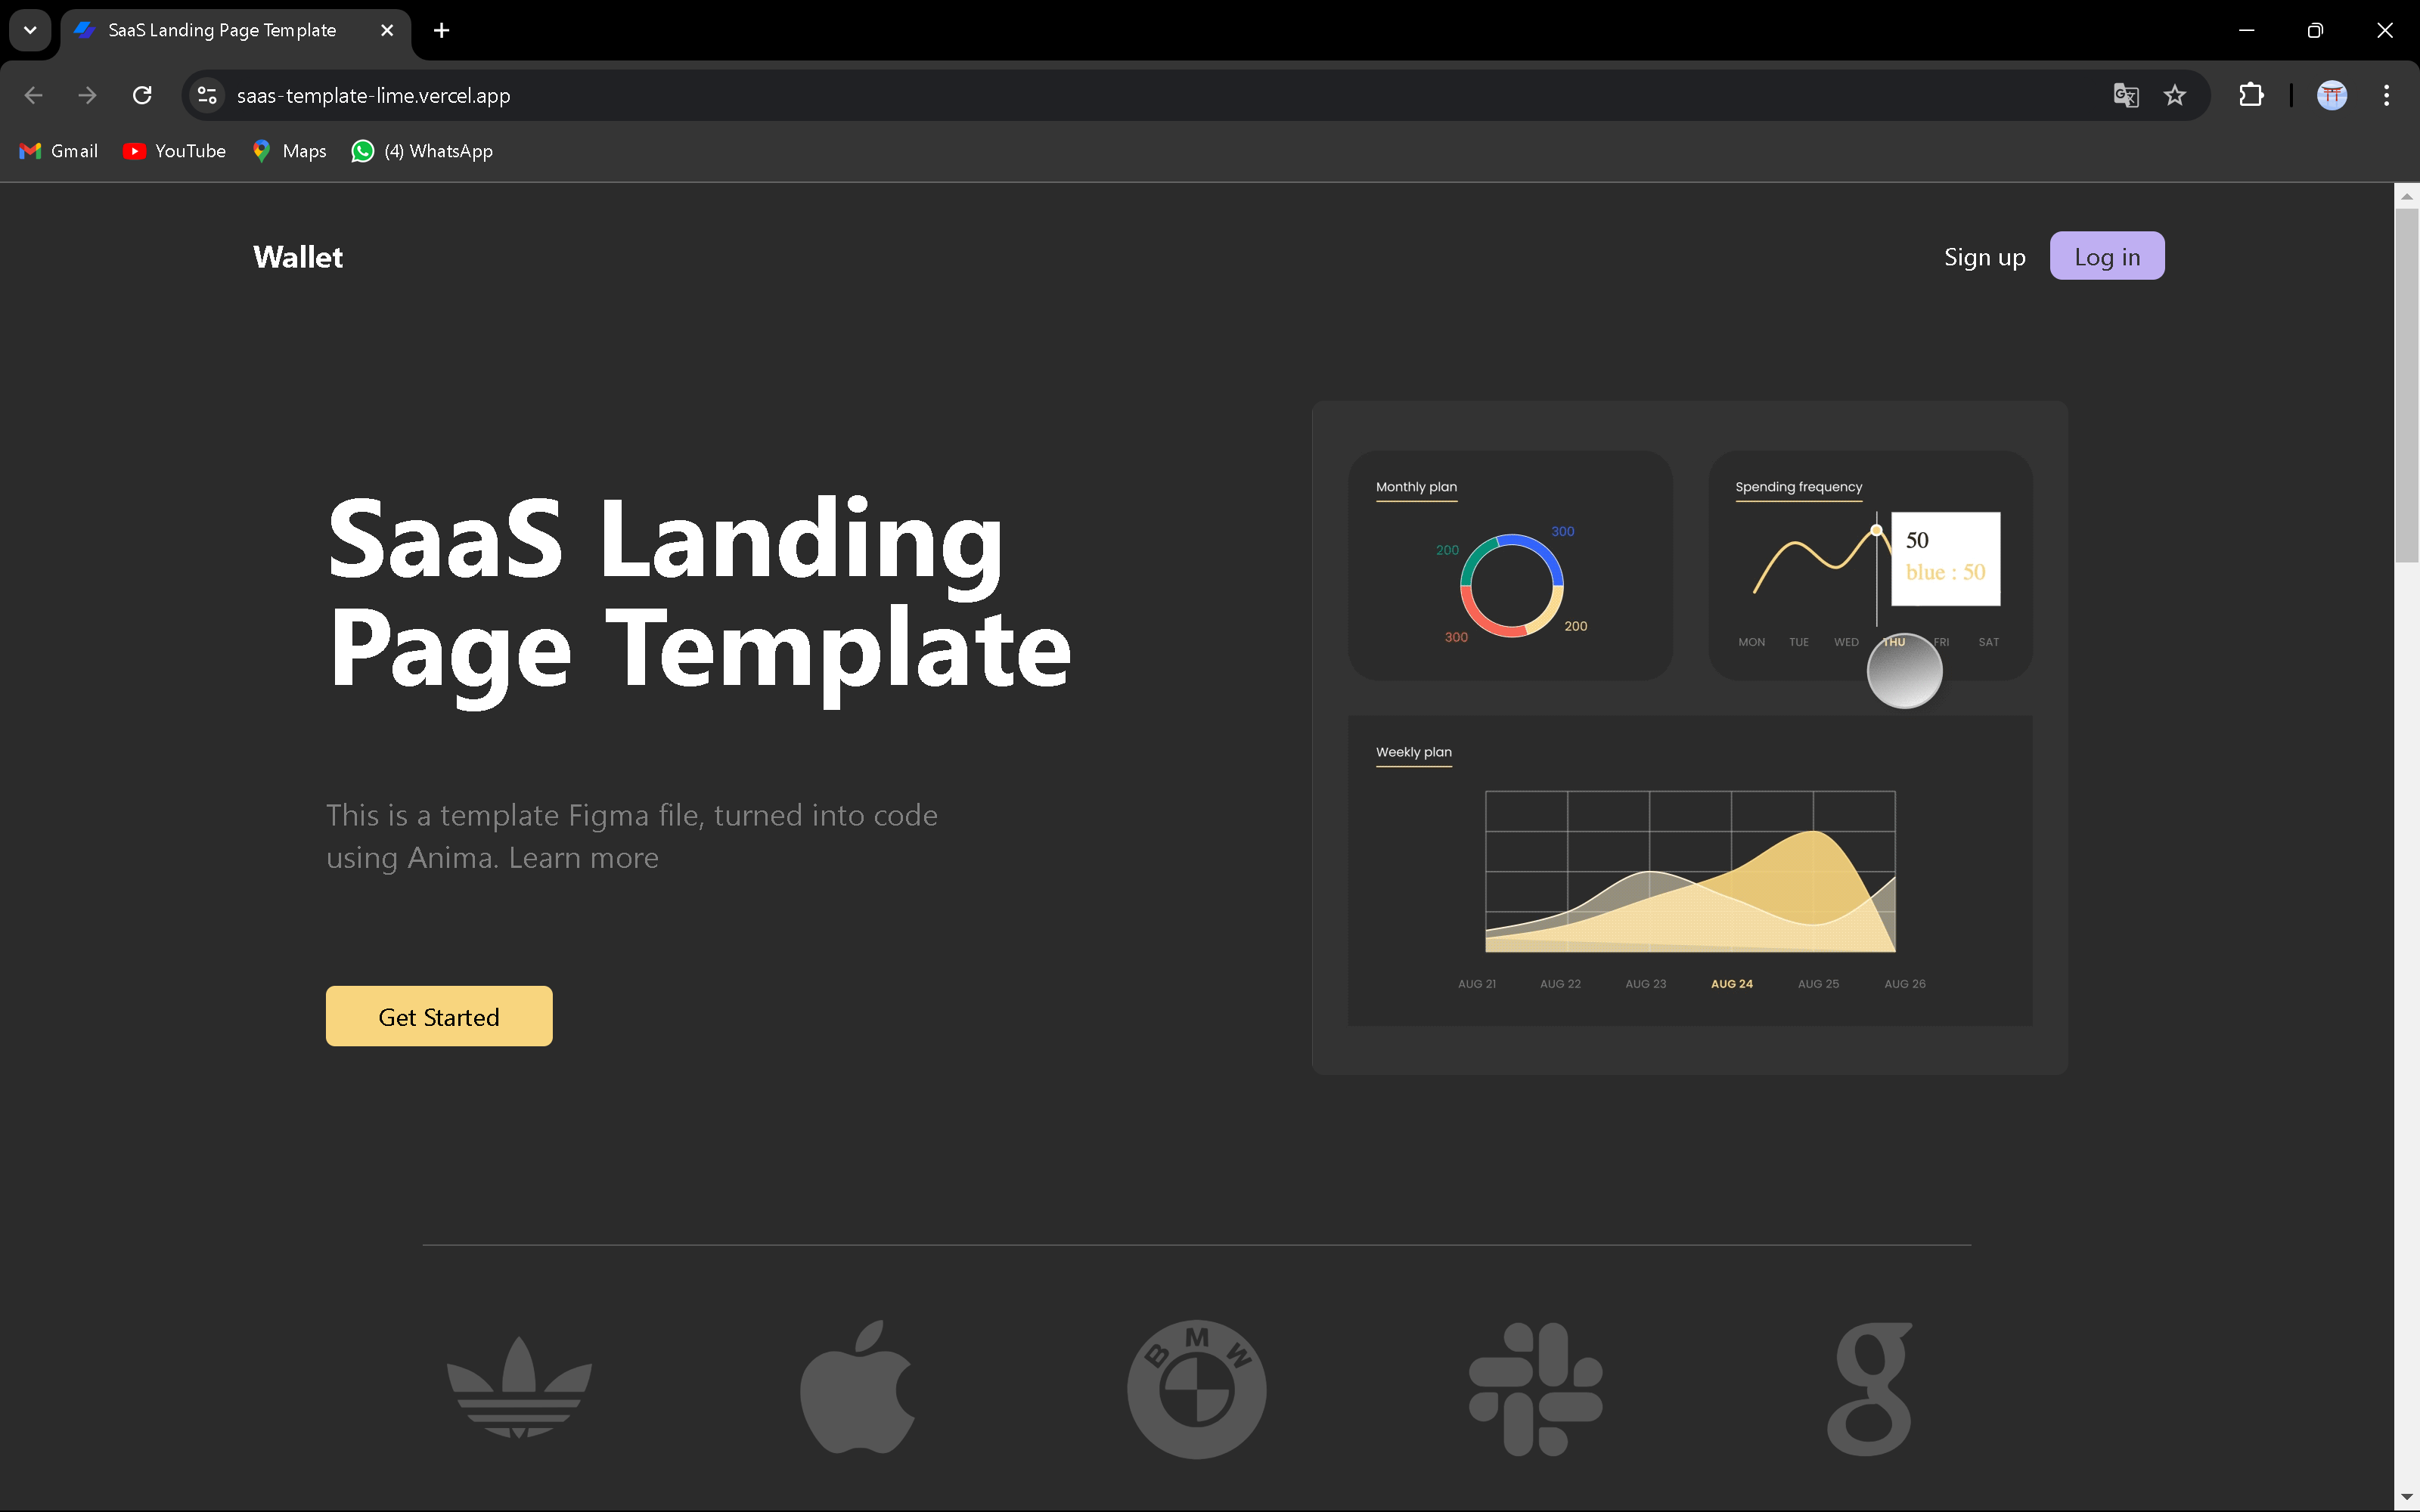 SaaS Landing Page Template
saas-template-lime.vercel.app
Gmail
YouTube
Maps
(4) WhatsApp
Wallet
Sign up
Log in
SaaS Landing
Page Template
This is a template Figma file, turned into code
using Anima. Learn more
Get Started
Monthly plan
300
200
200
300
Spending frequency
50
blue : 50
MON TUE WED THU FRI SAT
Weekly plan
AUG 21 AUG 22 AUG 23 AUG 24 AUG 25 AUG 26
BMW
g